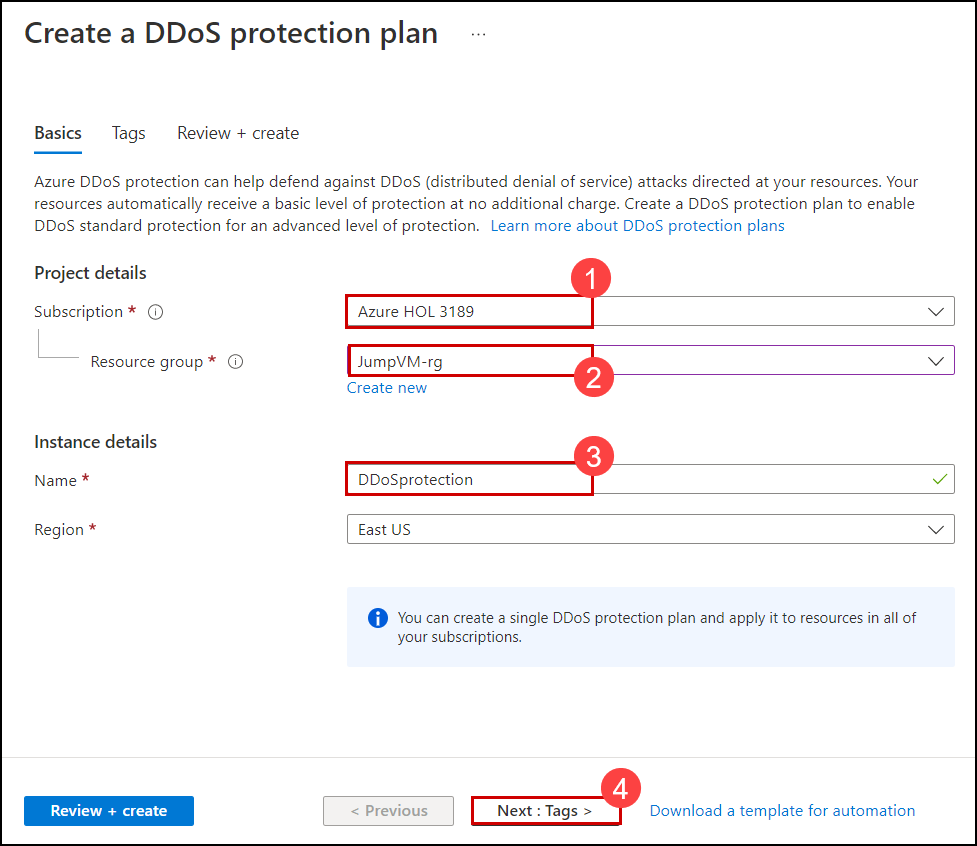 Create a DDoS protection plan ...
Basics Tags Review + create
Azure DDoS protection can help defend against DDoS (distributed denial of service) attacks directed at your resources. Your
resources automatically receive a basic level of protection at no additional charge. Create a DDoS protection plan to enable
DDoS standard protection for an advanced level of protection. Learn more about DDoS protection plans
Project details
1
Subscription * Azure HOL 3189
Resource group * JumpVM-rg
2
Create new
Instance details
3
Name * DDoSprotection
Region * East US
You can create a single DDoS protection plan and apply it to resources in all of
your subscriptions.
4
Review + create < Previous Next : Tags > Download a template for automation